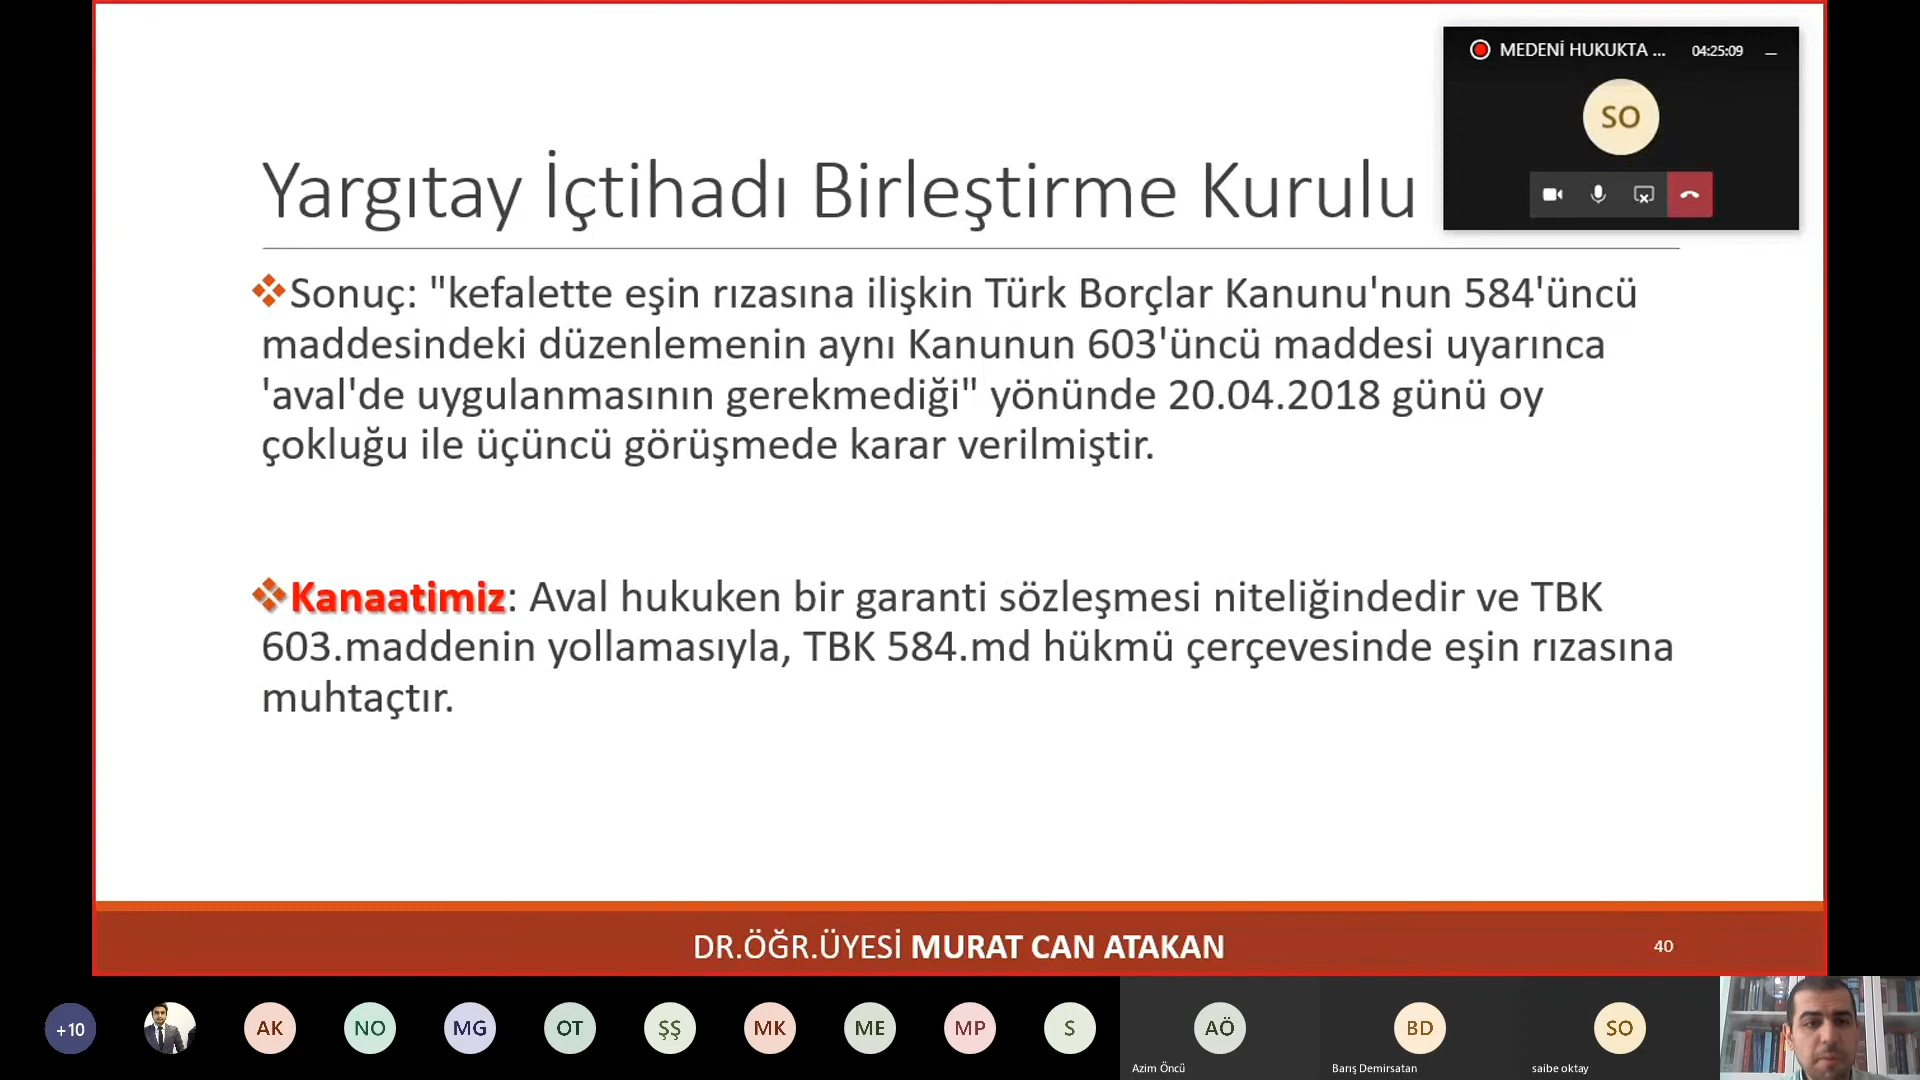 MEDENİ HUKUKTA ... 04:25:09
SO
Yargıtay İçtihadı Birleştirme Kurulu
Sonuç: "kefalette eşin rızasına ilişkin Türk Borçlar Kanunu'nun 584'üncü
maddesindeki düzenlemenin aynı Kanunun 603'üncü maddesi uyarınca
'aval'de uygulanmasının gerekmediği" yönünde 20.04.2018 günü oy
çokluğu ile üçüncü görüşmede karar verilmiştir.
Kanaatimiz: Aval hukuken bir garanti sözleşmesi niteliğindedir ve TBK
603.maddenin yollamasıyla, TBK 584.md hükmü çerçevesinde eşin rızasına
muhtaçtır.
DR.ÖĞR.ÜYESİ MURAT CAN ATAKAN 40
+10 AK NO MG OT ŞŞ MK ME MP S AÖ BD SO
Azim Öncü Barış Demirsatan saibe oktay